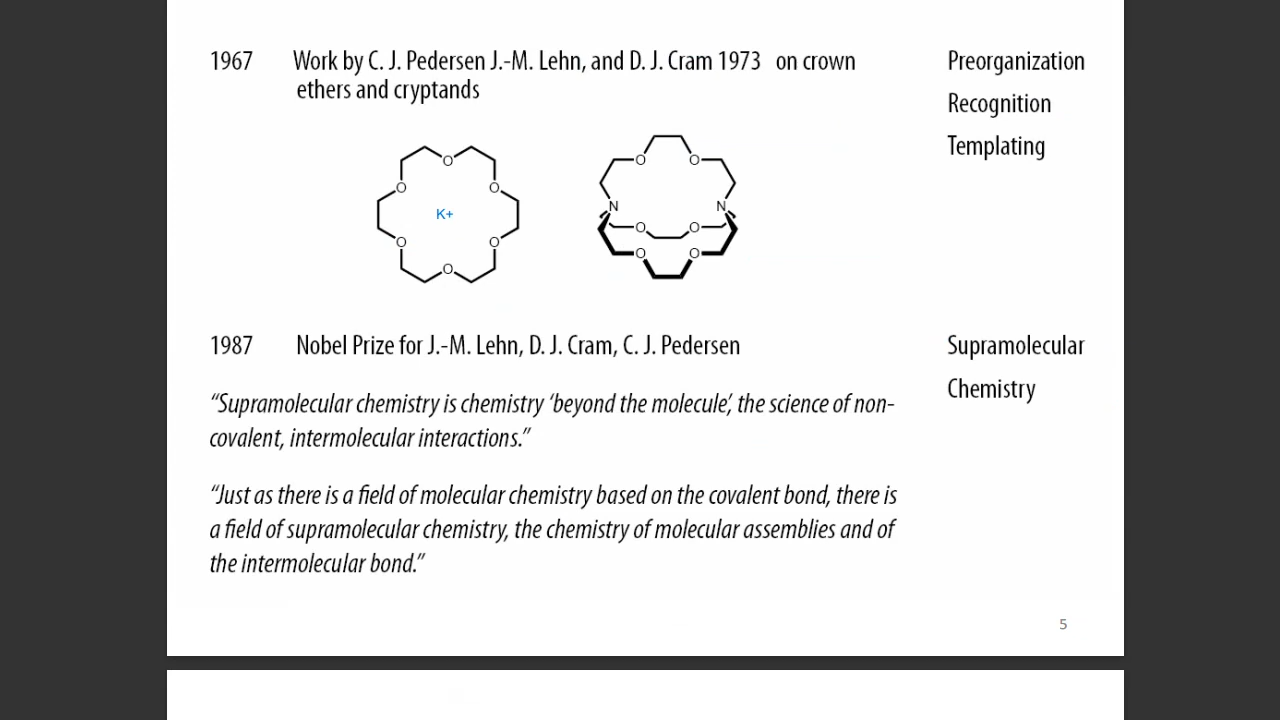 1967 Work by C. J. Pedersen J.-M. Lehn, and D. J. Cram 1973 on crown Preorganization
ethers and cryptands
Recognition
Templating
O O O
O O
K+
N N
O O
O O
O O
O
1987 Nobel Prize for J.-M. Lehn, D. J. Cram, C. J. Pedersen Supramolecular
Chemistry
“Supramolecular chemistry is chemistry ‘beyond the molecule’, the science of non-
covalent, intermolecular interactions.”
“Just as there is a field of molecular chemistry based on the covalent bond, there is
a field of supramolecular chemistry, the chemistry of molecular assemblies and of
the intermolecular bond.”
5